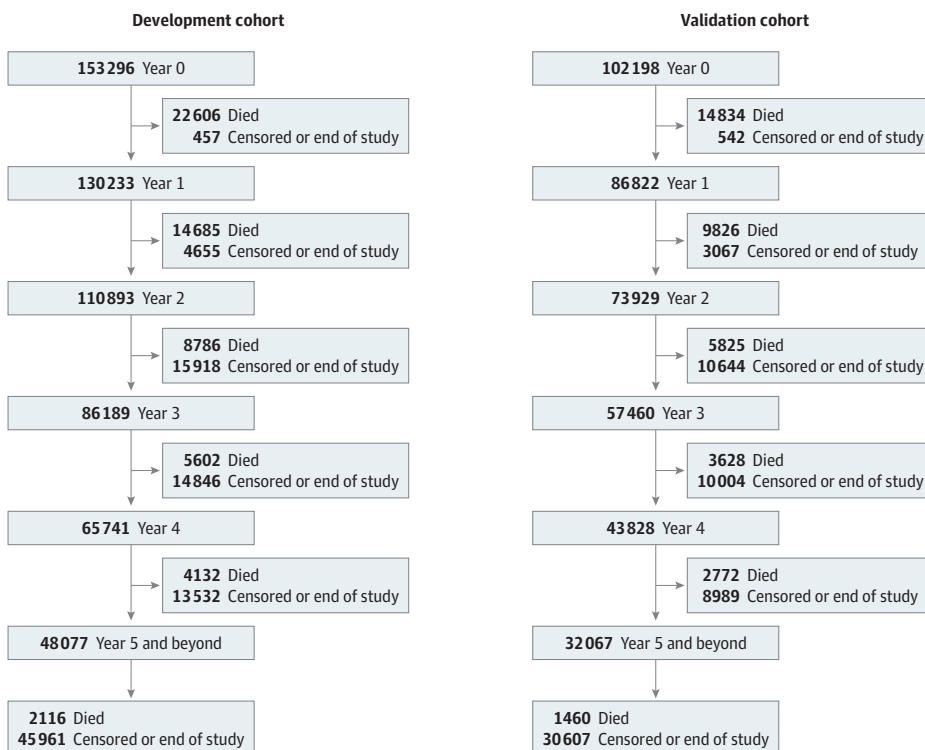 Development cohort
153296 Year 0
22606 Died
457 Censored or end of study
130233 Year 1
14685 Died
4655 Censored or end of study
110893 Year 2
8786 Died
15918 Censored or end of study
86189 Year 3
5602 Died
14846 Censored or end of study
65741 Year 4
4132 Died
13532 Censored or end of study
48077 Year 5 and beyond
2116 Died
45961 Censored or end of study
Validation cohort
102198 Year 0
14834 Died
542 Censored or end of study
86822 Year 1
9826 Died
3067 Censored or end of study
73929 Year 2
5825 Died
10644 Censored or end of study
57460 Year 3
3628 Died
10004 Censored or end of study
43828 Year 4
2772 Died
8989 Censored or end of study
32067 Year 5 and beyond
1460 Died
30607 Censored or end of study